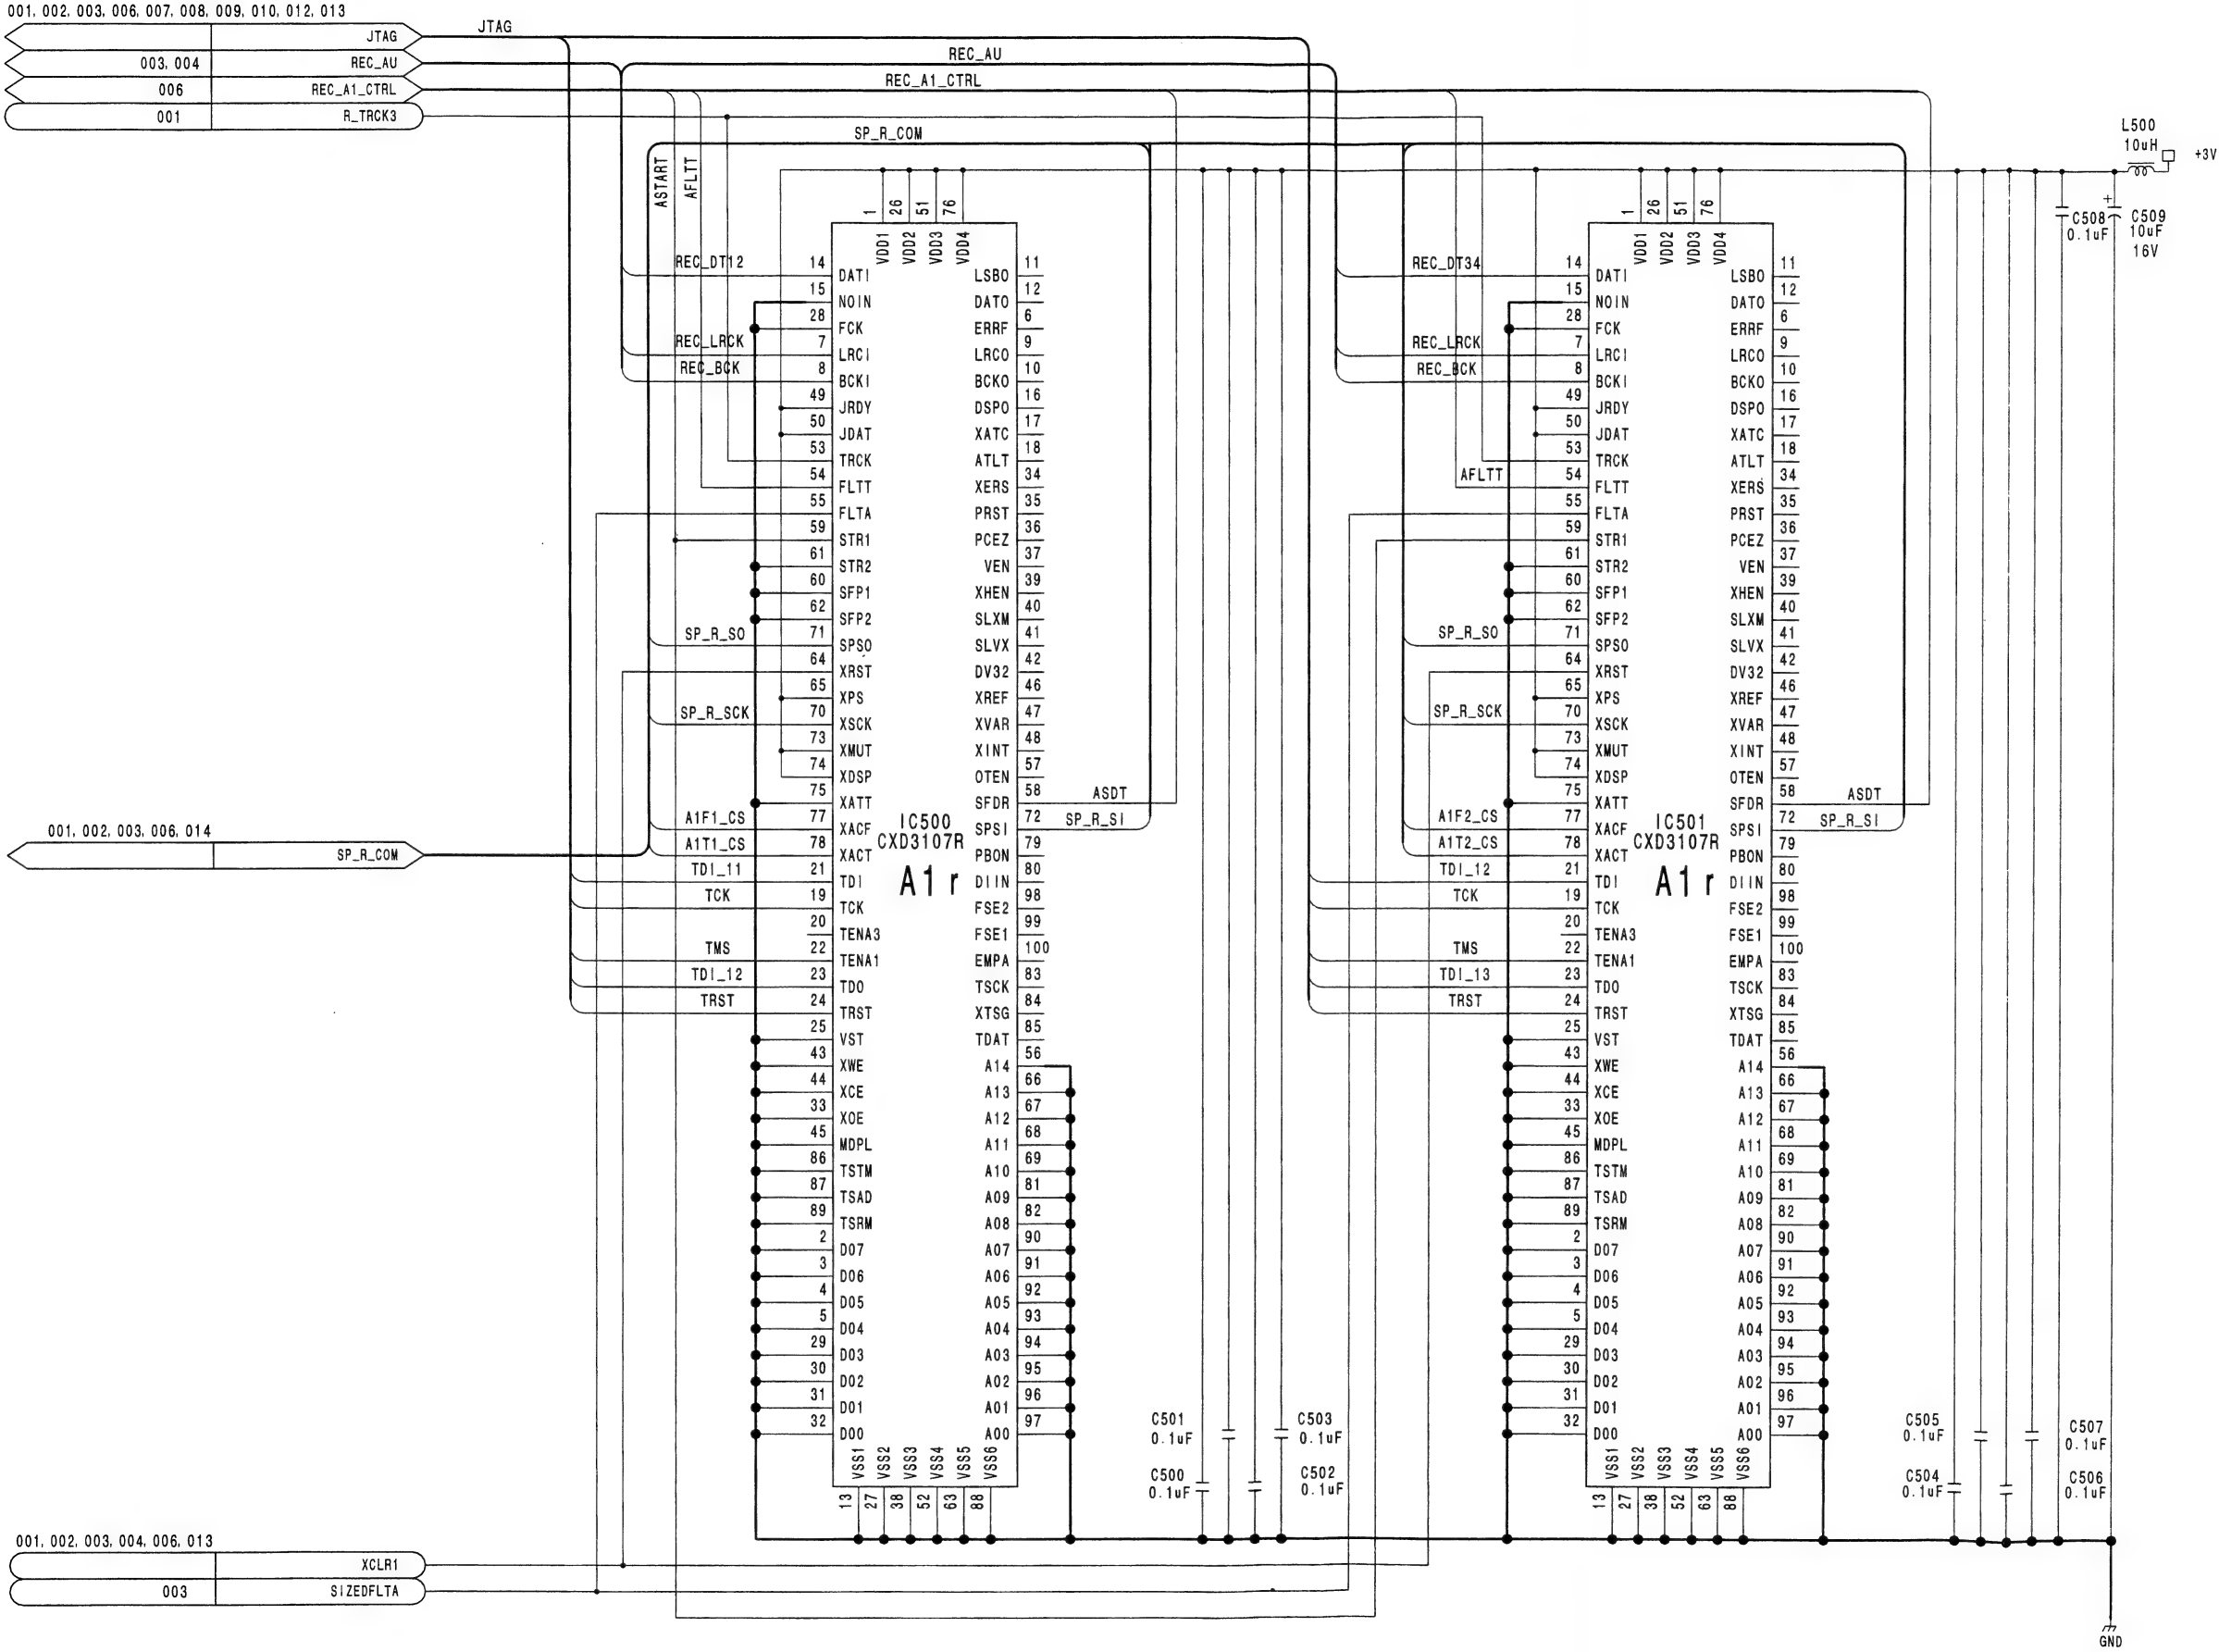 001, 002, 003, 006, 007, 008, 009, 010, 012, 013
JTAG
003, 004 REC_AU
006 REC_A1_CTRL
001 R_TRCK3
JTAG
REC_AU
REC_A1_CTRL
SP_R_COM
ASTART
AFLTT
L500
10uH
+3V
C508
0.1uF
+
C509
10uF
16V
1 26 51 76
VDD1 VDD2 VDD3 VDD4
REC_DT12 14 DATI
15 NOIN
28 FCK
REC_LRCK 7 LRCI
REC_BCK 8 BCKI
49 JRDY
50 JDAT
53 TRCK
54 FLTT
55 FLTA
59 STR1
61 STR2
60 SFP1
62 SFP2
SP_R_SO 71 SPSO
64 XRST
65 XPS
SP_R_SCK 70 XSCK
73 XMUT
74 XDSP
75 XATT
A1F1_CS 77 XACF
A1T1_CS 78 XACT
TDI_11 21 TDI
TCK 19 TCK
20 TENA3
TMS 22 TENA1
TDI_12 23 TDO
TRST 24 TRST
25 VST
43 XWE
44 XCE
33 XOE
45 MDPL
86 TSTM
87 TSAD
89 TSRM
2 D07
3 D06
4 D05
5 D04
29 D03
30 D02
31 D01
32 D00
IC500
CXD3107R
A1r
LSBO 11
DATO 12
ERRF 6
LRCO 9
BCKO 10
DSPO 16
XATC 17
ATLT 18
XERS 34
PRST 35
PCEZ 36
VEN 37
XHEN 39
SLXM 40
SLVX 41
DV32 42
XREF 46
XVAR 47
XINT 48
OTEN 57
SFDR 58 ASDT
SPSI 72 SP_R_SI
PBON 79
DIIN 80
FSE2 98
FSE1 99
EMPA 100
TSCK 83
XTSG 84
TDAT 85
A14 56
A13 66
A12 67
A11 68
A10 69
A09 81
A08 82
A07 90
A06 91
A05 92
A04 93
A03 94
A02 95
A01 96
A00 97
VSS1 VSS2 VSS3 VSS4 VSS5 VSS6
13 27 38 52 63 88
C501
0.1uF
C500
0.1uF
C503
0.1uF
C502
0.1uF
1 26 51 76
VDD1 VDD2 VDD3 VDD4
REC_DT34 14 DATI
15 NOIN
28 FCK
REC_LRCK 7 LRCI
REC_BCK 8 BCKI
49 JRDY
50 JDAT
53 TRCK
AFLTT 54 FLTT
55 FLTA
59 STR1
61 STR2
60 SFP1
62 SFP2
SP_R_SO 71 SPSO
64 XRST
65 XPS
SP_R_SCK 70 XSCK
73 XMUT
74 XDSP
75 XATT
A1F2_CS 77 XACF
A1T2_CS 78 XACT
TDI_12 21 TDI
TCK 19 TCK
20 TENA3
TMS 22 TENA1
TDI_13 23 TDO
TRST 24 TRST
25 VST
43 XWE
44 XCE
33 XOE
45 MDPL
86 TSTM
87 TSAD
89 TSRM
2 D07
3 D06
4 D05
5 D04
29 D03
30 D02
31 D01
32 D00
IC501
CXD3107R
A1r
LSBO 11
DATO 12
ERRF 6
LRCO 9
BCKO 10
DSPO 16
XATC 17
ATLT 18
XERS 34
PRST 35
PCEZ 36
VEN 37
XHEN 39
SLXM 40
SLVX 41
DV32 42
XREF 46
XVAR 47
XINT 48
OTEN 57
SFDR 58 ASDT
SPSI 72 SP_R_SI
PBON 79
DIIN 80
FSE2 98
FSE1 99
EMPA 100
TSCK 83
XTSG 84
TDAT 85
A14 56
A13 66
A12 67
A11 68
A10 69
A09 81
A08 82
A07 90
A06 91
A05 92
A04 93
A03 94
A02 95
A01 96
A00 97
VSS1 VSS2 VSS3 VSS4 VSS5 VSS6
13 27 38 52 63 88
C505
0.1uF
C504
0.1uF
C507
0.1uF
C506
0.1uF
001, 002, 003, 006, 014
SP_R_COM
001, 002, 003, 004, 006, 013
XCLR1
003 SIZEDFLTA
GND